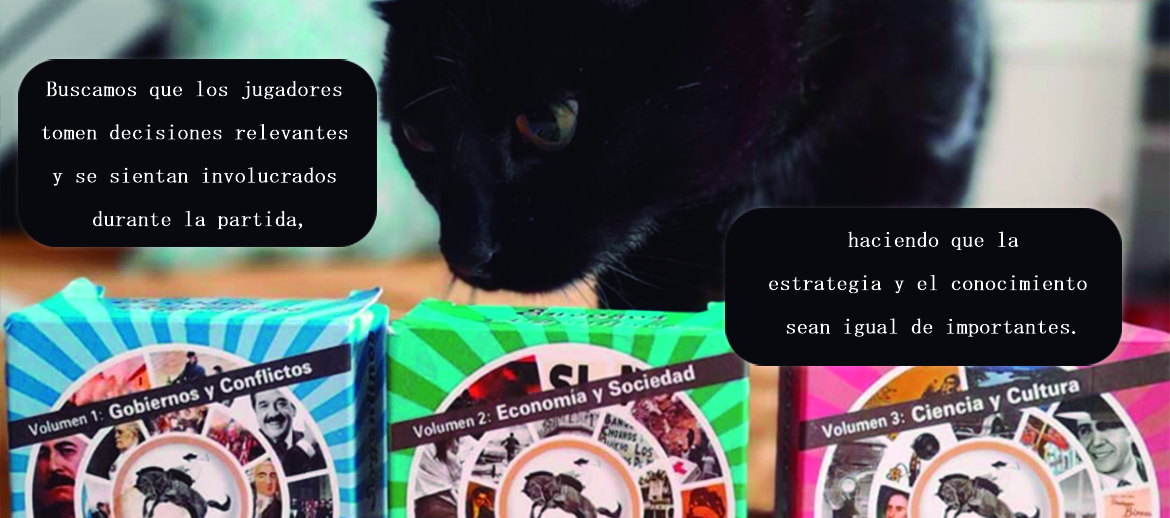 Buscamos que los jugadores
tomen decisiones relevantes
y se sientan involucrados
durante la partida,
haciendo que la
estrategia y el conocimiento
sean igual de importantes.
Volumen 1: Gobiernos y Conflictos
Volumen 2: Economía y Sociedad
Volumen 3: Ciencia y Cultura